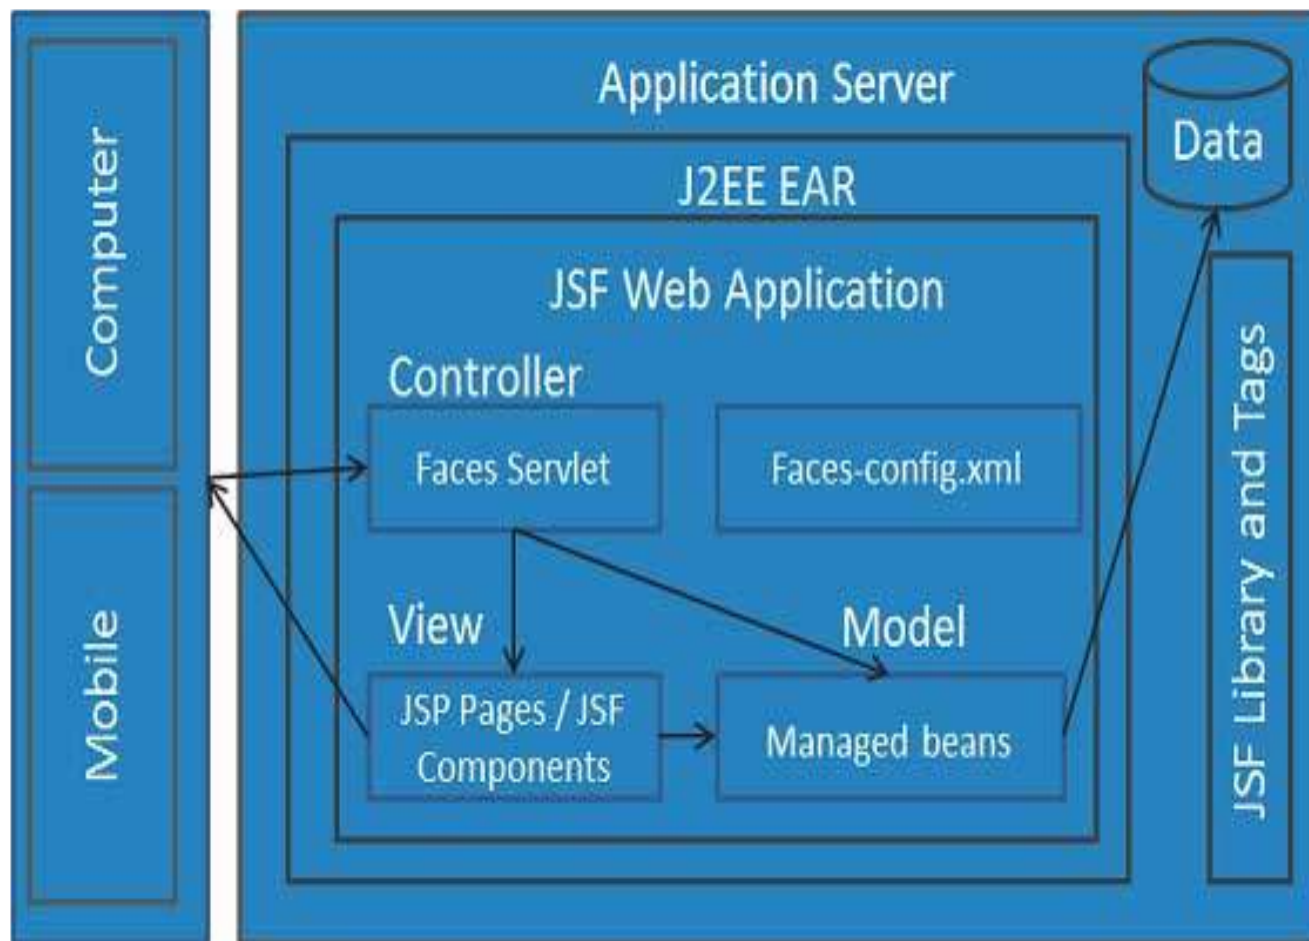 Computer
Mobile
Application Server
Data
J2EE EAR
JSF Web Application
Controller
Faces Servlet
Faces-config.xml
View
Model
JSP Pages / JSF
Components
Managed beans
JSF Library and Tags